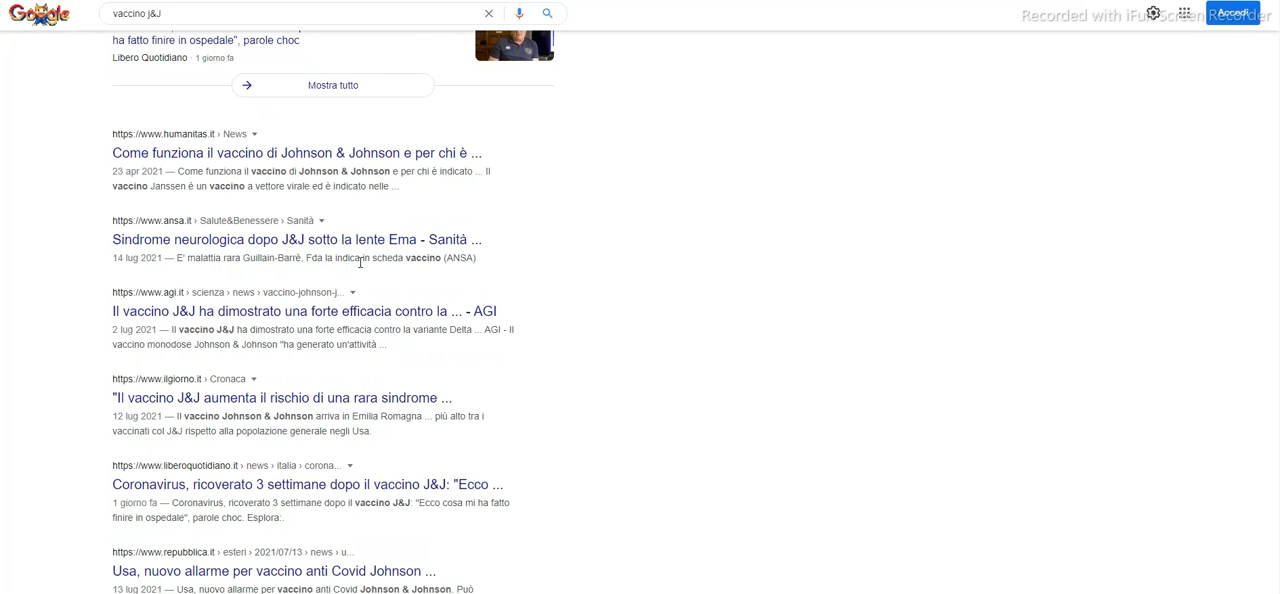 Google
vaccino j&J
Recorded with iFun Screen Recorder
Accedi
ha fatto finire in ospedale", parole choc
Libero Quotidiano · 1 giorno fa
Mostra tutto
https://www.humanitas.it › News
Come funziona il vaccino di Johnson & Johnson e per chi è ...
23 apr 2021 — Come funziona il vaccino di Johnson & Johnson e per chi è indicato ... Il
vaccino Janssen è un vaccino a vettore virale ed è indicato nelle ...
https://www.ansa.it › Salute&Benessere › Sanità
Sindrome neurologica dopo J&J sotto la lente Ema - Sanità ...
14 lug 2021 — E' malattia rara Guillain-Barrè. Fda la indica in scheda vaccino (ANSA)
https://www.agi.it › scienza › news › vaccino-johnson-j...
Il vaccino J&J ha dimostrato una forte efficacia contro la ... - AGI
2 lug 2021 — Il vaccino J&J ha dimostrato una forte efficacia contro la variante Delta ... AGI - Il
vaccino monodose Johnson & Johnson "ha generato un'attività ...
https://www.ilgiorno.it › Cronaca
"Il vaccino J&J aumenta il rischio di una rara sindrome ...
12 lug 2021 — Il vaccino Johnson & Johnson arriva in Emilia Romagna ... più alto tra i
vaccinati col J&J rispetto alla popolazione generale negli Usa.
https://www.liberoquotidiano.it › news › italia › corona...
Coronavirus, ricoverato 3 settimane dopo il vaccino J&J: "Ecco ...
1 giorno fa — Coronavirus, ricoverato 3 settimane dopo il vaccino J&J: "Ecco cosa mi ha fatto
finire in ospedale", parole choc. Esplora:.
https://www.repubblica.it › esteri › 2021/07/13 › news › u...
Usa, nuovo allarme per vaccino anti Covid Johnson ...
13 lug 2021 — Usa, nuovo allarme per vaccino anti Covid Johnson & Johnson. Può